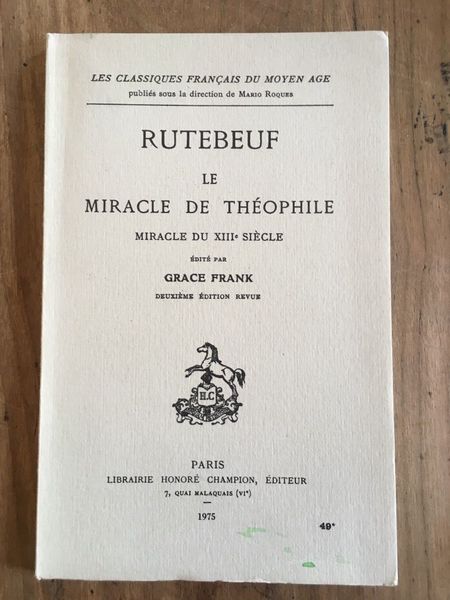 LES CLASSIQUES FRANÇAIS DU MOYEN AGE
publiés sous la direction de MARIO ROQUES
RUTEBEUF
LE
MIRACLE DE THÉOPHILE
MIRACLE DU XIIIe SIÈCLE
ÉDITÉ PAR
GRACE FRANK
DEUXIÈME ÉDITION REVUE
H.C
PARIS
LIBRAIRIE HONORÉ CHAMPION, ÉDITEUR
7, QUAI MALAQUAIS (VIe)
1975
49*